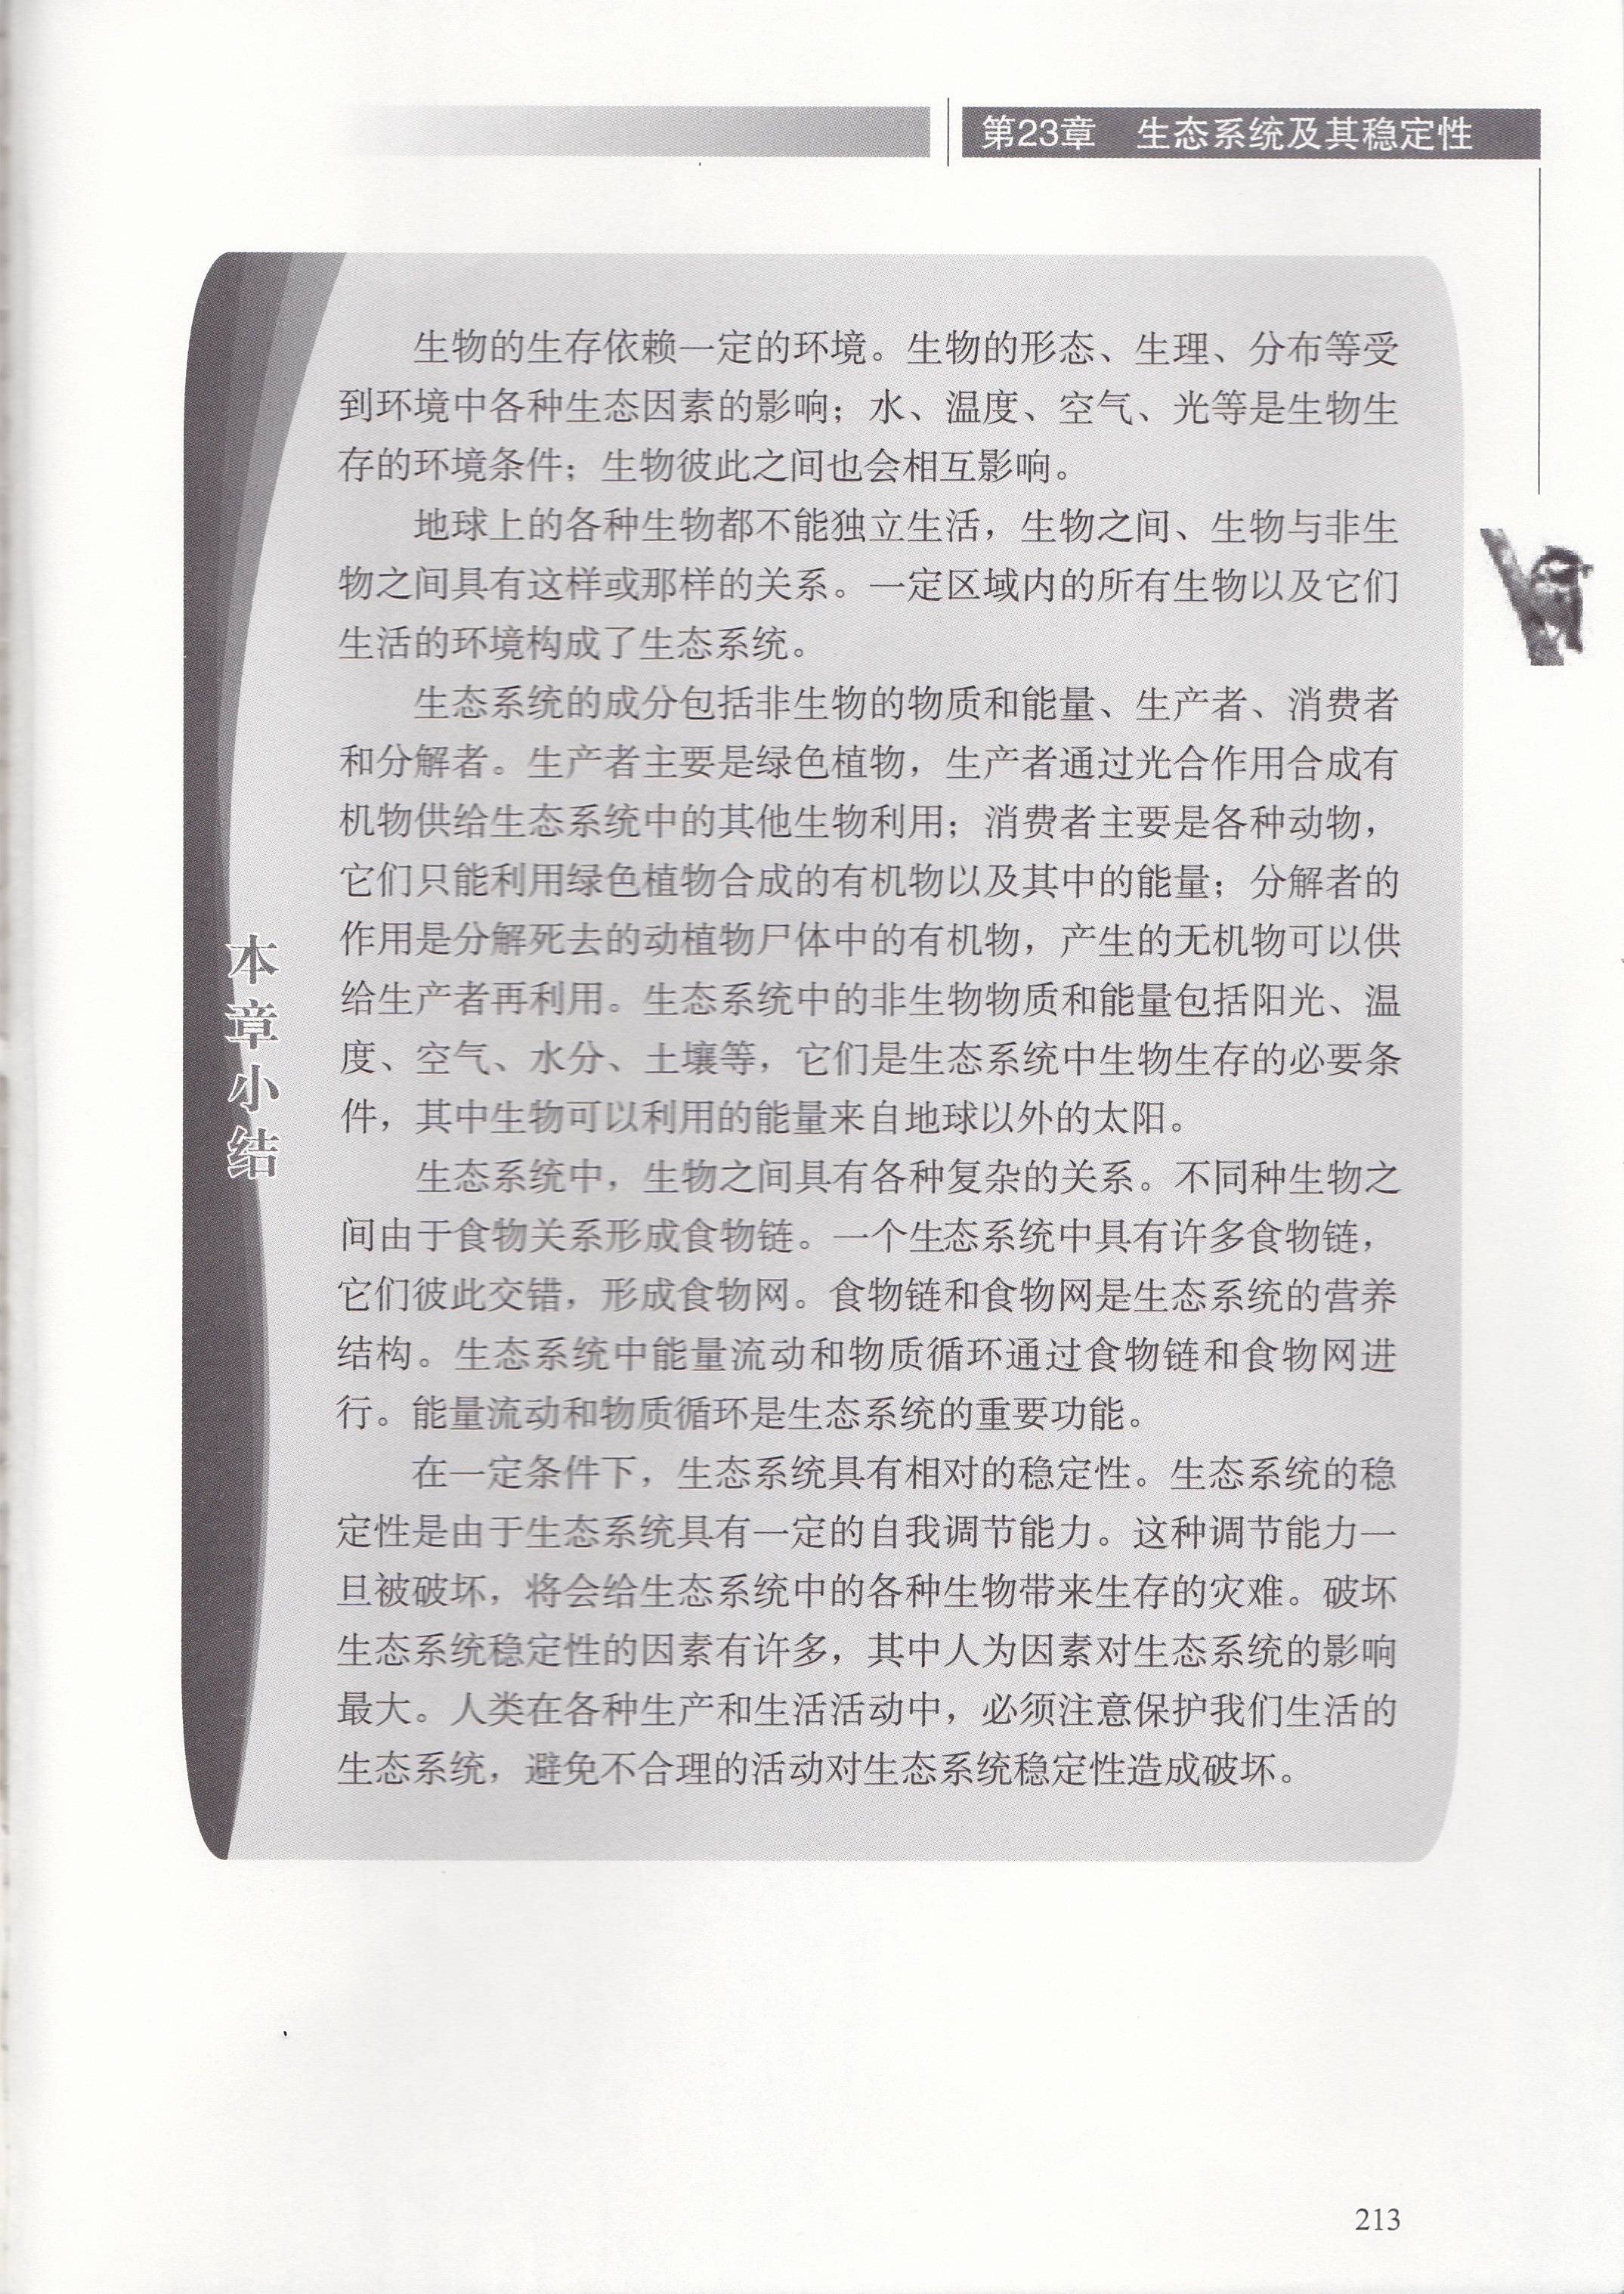 第23章　生态系统及其稳定性
本章小结
生物的生存依赖一定的环境。生物的形态、生理、分布等受
到环境中各种生态因素的影响；水、温度、空气、光等是生物生
存的环境条件；生物彼此之间也会相互影响。
地球上的各种生物都不能独立生活，生物之间、生物与非生
物之间具有这样或那样的关系。一定区域内的所有生物以及它们
生活的环境构成了生态系统。
生态系统的成分包括非生物的物质和能量、生产者、消费者
和分解者。生产者主要是绿色植物，生产者通过光合作用合成有
机物供给生态系统中的其他生物利用；消费者主要是各种动物，
它们只能利用绿色植物合成的有机物以及其中的能量；分解者的
作用是分解死去的动植物尸体中的有机物，产生的无机物可以供
给生产者再利用。生态系统中的非生物物质和能量包括阳光、温
度、空气、水分、土壤等，它们是生态系统中生物生存的必要条
件，其中生物可以利用的能量来自地球以外的太阳。
生态系统中，生物之间具有各种复杂的关系。不同种生物之
间由于食物关系形成食物链。一个生态系统中具有许多食物链，
它们彼此交错，形成食物网。食物链和食物网是生态系统的营养
结构。生态系统中能量流动和物质循环通过食物链和食物网进
行。能量流动和物质循环是生态系统的重要功能。
在一定条件下，生态系统具有相对的稳定性。生态系统的稳
定性是由于生态系统具有一定的自我调节能力。这种调节能力一
旦被破坏，将会给生态系统中的各种生物带来生存的灾难。破坏
生态系统稳定性的因素有许多，其中人为因素对生态系统的影响
最大。人类在各种生产和生活活动中，必须注意保护我们生活的
生态系统，避免不合理的活动对生态系统稳定性造成破坏。
213